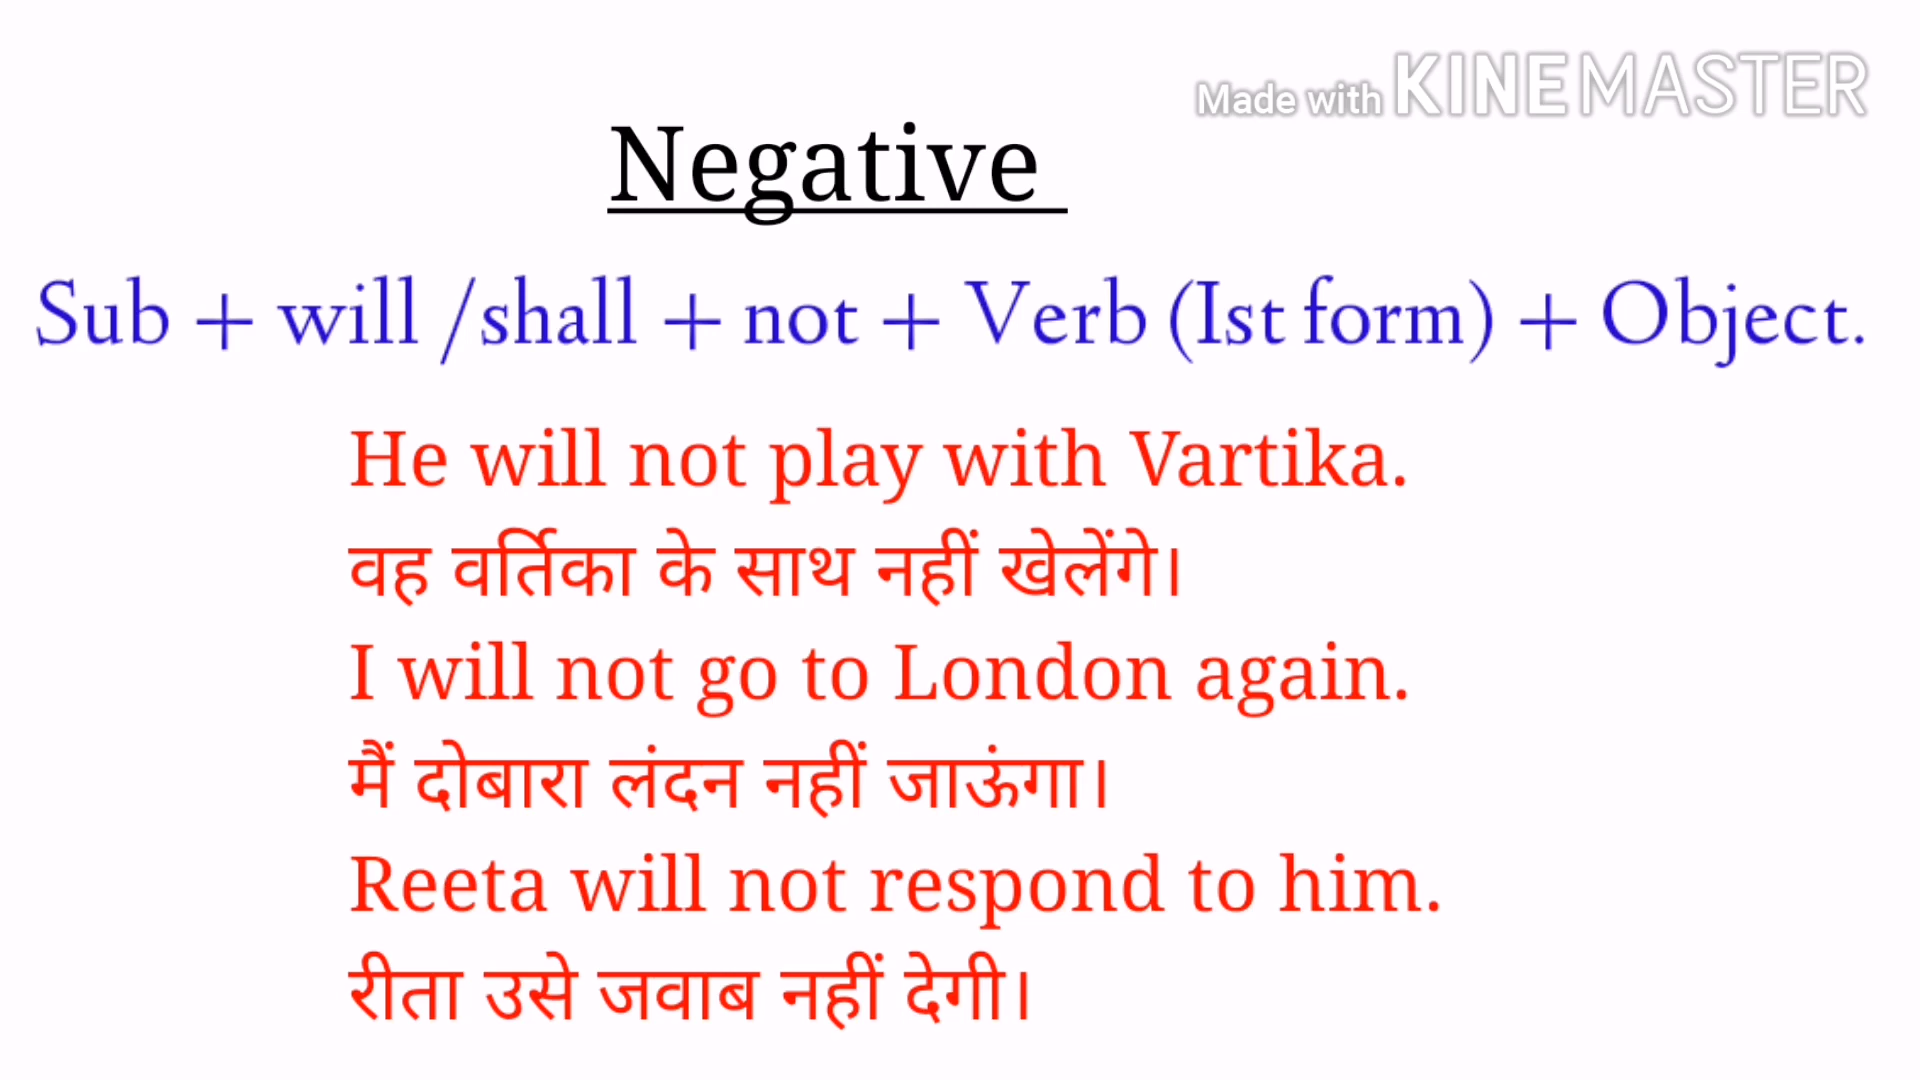 Made with KINEMASTER
Negative
Sub + will /shall + not + Verb (Ist form) + Object.
He will not play with Vartika.
वह वर्तिका के साथ नहीं खेलेंगे।
I will not go to London again.
मैं दोबारा लंदन नहीं जाऊंगा।
Reeta will not respond to him.
रीता उसे जवाब नहीं देगी।